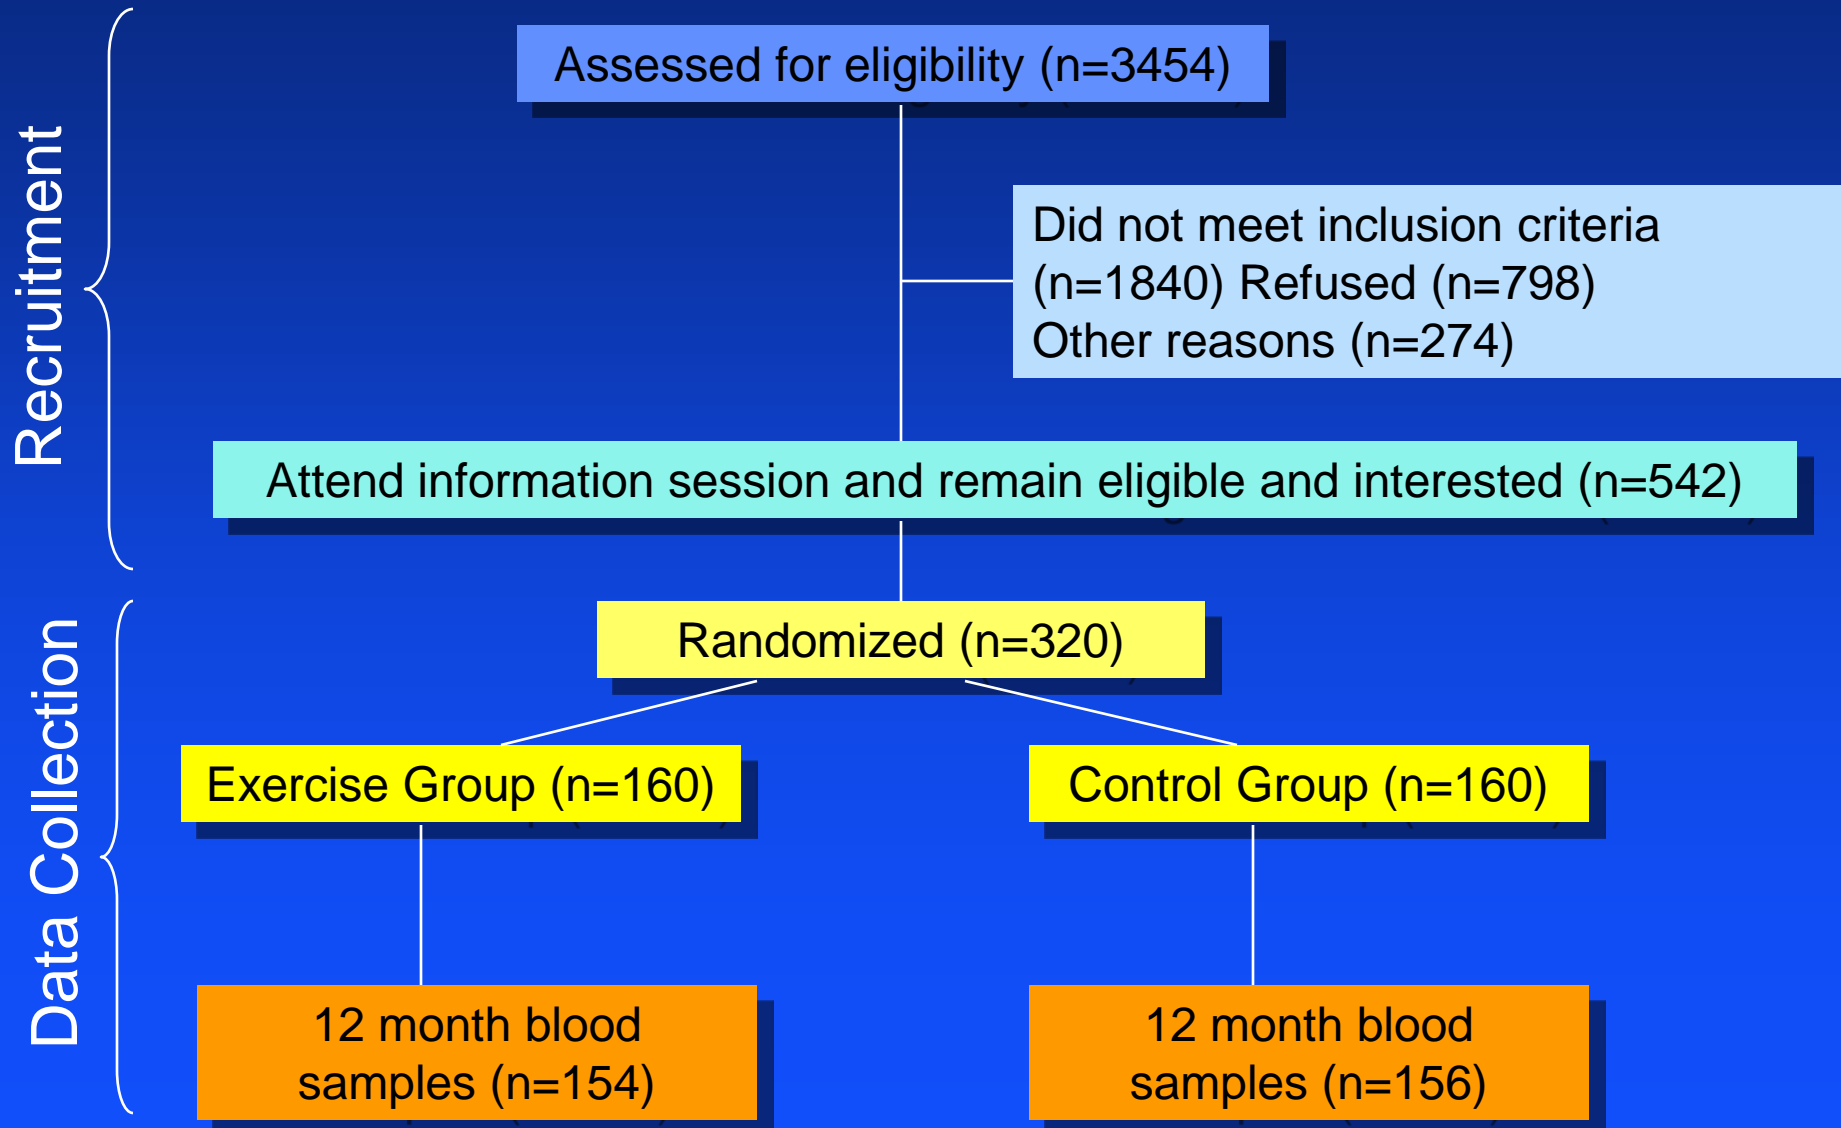 Recruitment
Assessed for eligibility (n=3454)
Did not meet inclusion criteria
(n=1840) Refused (n=798)
Other reasons (n=274)
Attend information session and remain eligible and interested (n=542)
Data Collection
Randomized (n=320)
Exercise Group (n=160)
Control Group (n=160)
12 month blood
samples (n=154)
12 month blood
samples (n=156)